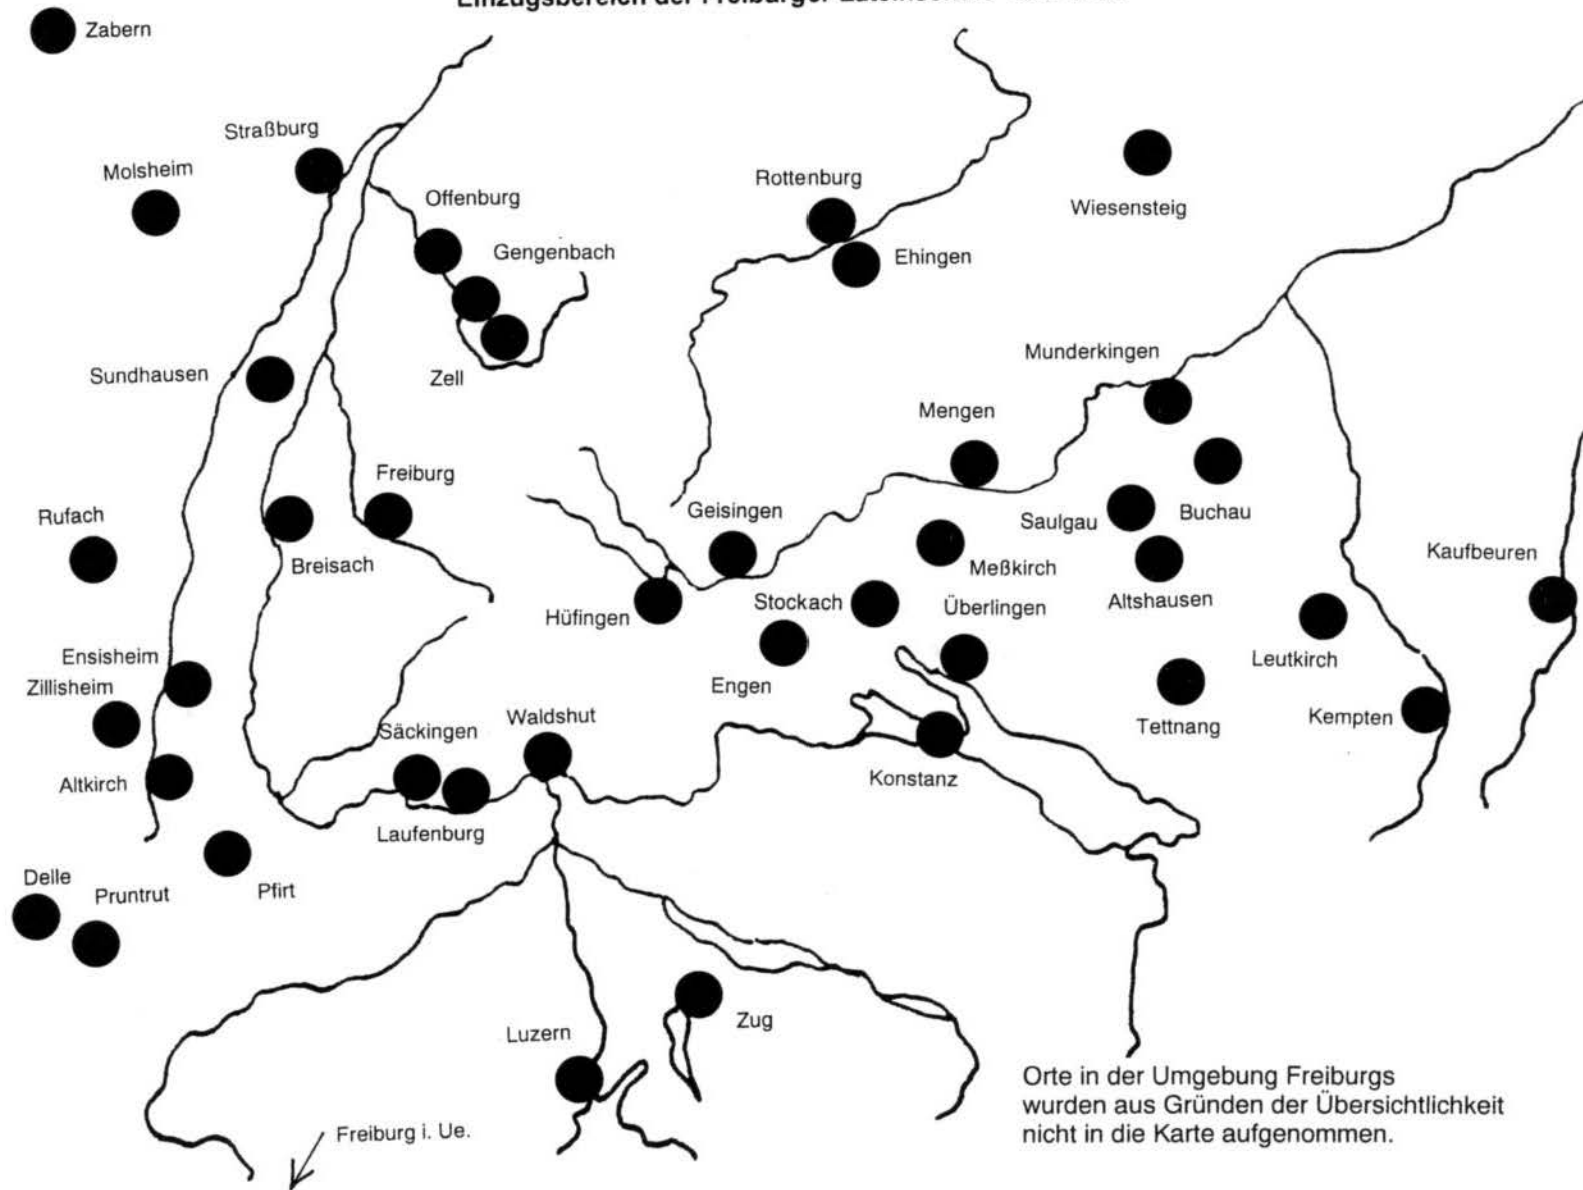 Einzugsbereich der Freiburger
Zabern
Straßburg
Molsheim
Offenburg
Gengenbach
Rottenburg
Ehingen
Wiesensteig
Sundhausen
Zell
Munderkingen
Mengen
Freiburg
Rufach
Breisach
Geisingen
Saulgau
Buchau
Meßkirch
Kaufbeuren
Hüfingen
Stockach
Überlingen
Altshausen
Ensisheim
Zillisheim
Engen
Leutkirch
Waldshut
Säckingen
Tettnang
Kempten
Altkirch
Konstanz
Laufenburg
Delle
Pruntrut
Pfirt
Luzern
Zug
Freiburg i. Ue.
Orte in der Umgebung Freiburgs
wurden aus Gründen der Übersichtlichkeit
nicht in die Karte aufgenommen.